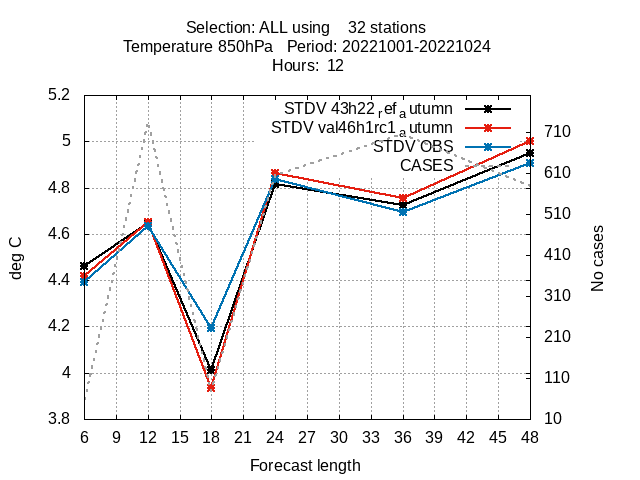 Selection: ALL using    32 stations
Temperature 850hPa   Period: 20221001-20221024
Hours:  12
STDV 43h22ref_autumn
STDV val46h1rc1_autumn
STDV OBS
CASES
5.2
5
4.8
4.6
4.4
4.2
4
3.8
deg C
710
610
510
410
310
210
110
10
No cases
6 9 12 15 18 21 24 27 30 33 36 39 42 45 48
Forecast length